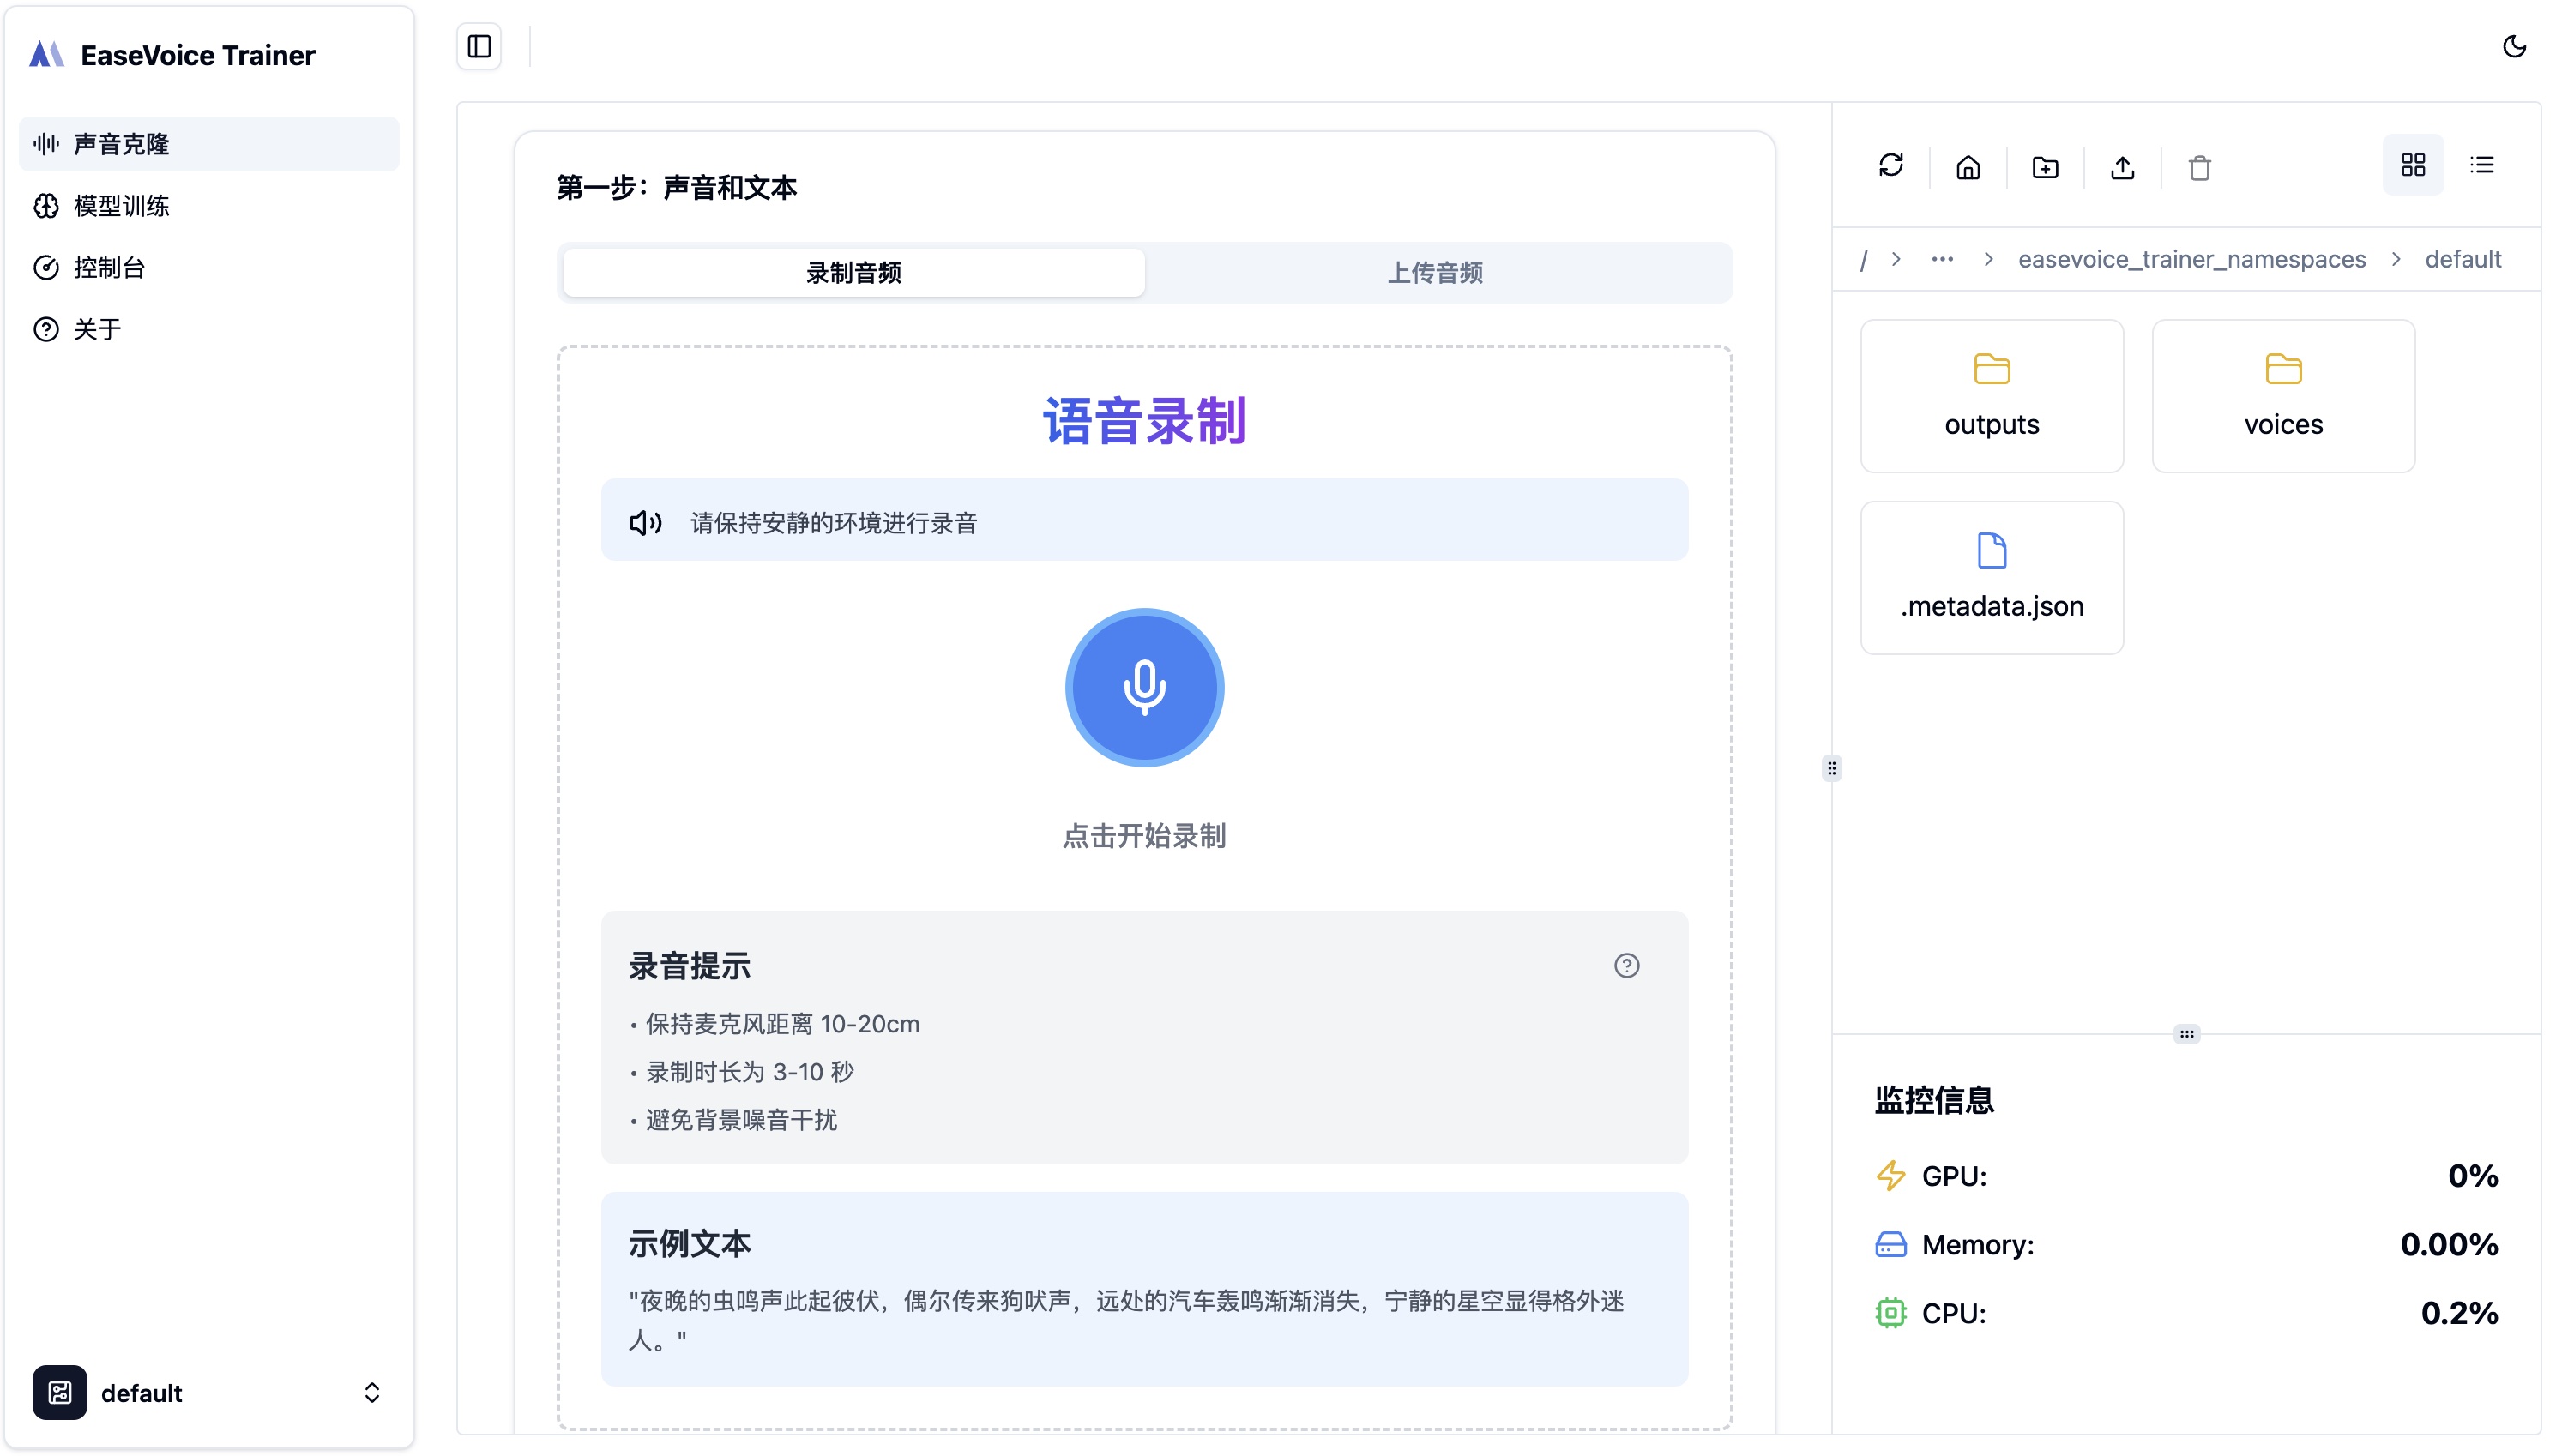 EaseVoice Trainer
声音克隆
模型训练
控制台
关于
default
第一步：声音和文本
录制音频
上传音频
语音录制
请保持安静的环境进行录音
点击开始录制
录音提示
• 保持麦克风距离 10-20cm
• 录制时长为 3-10 秒
• 避免背景噪音干扰
示例文本
"夜晚的虫鸣声此起彼伏，偶尔传来狗吠声，远处的汽车轰鸣渐渐消失，宁静的星空显得格外迷
人。"
/ > ··· > easevoice_trainer_namespaces > default
outputs
voices
.metadata.json
监控信息
GPU: 0%
Memory: 0.00%
CPU: 0.2%